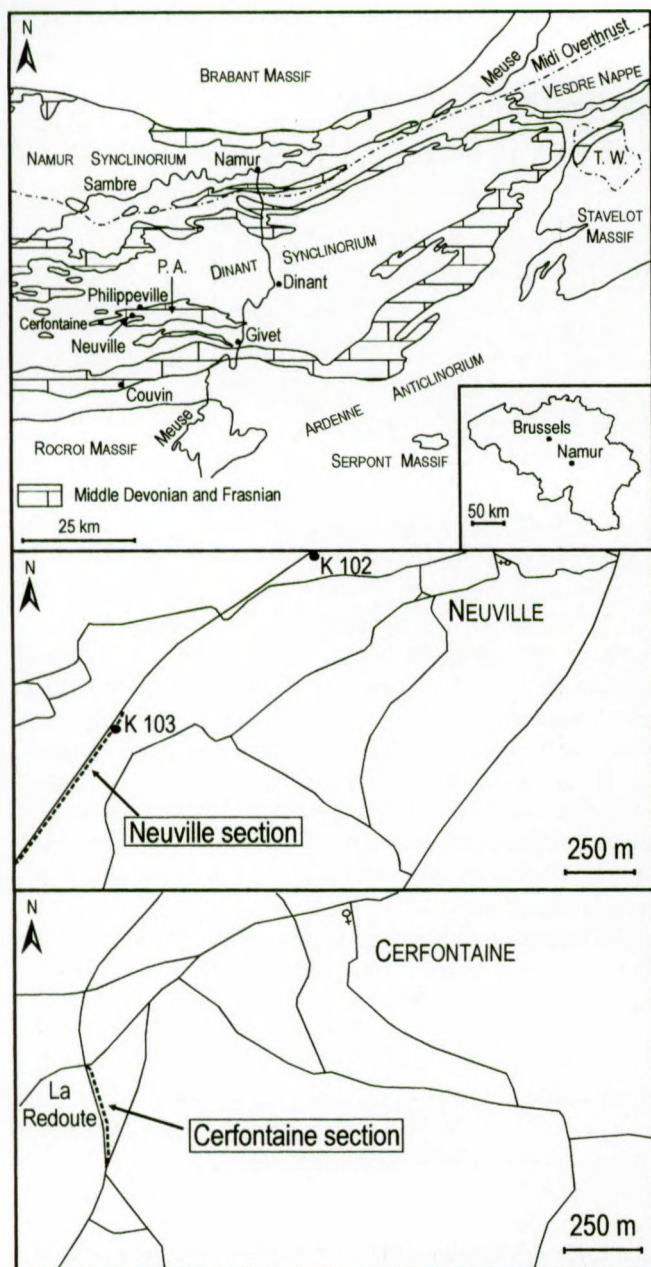 N
BRABANT MASSIF
Meuse
Midi Overthrust
VESDRE NAPPE
NAMUR SYNCLINORIUM
Namur
Sambre
T. W.
STAVELOT
MASSIF
DINANT SYNCLINORIUM
P. A.
Dinant
Philippeville
Cerfontaine
Neuville
Givet
Couvin
ARDENNE ANTICLINORIUM
Meuse
ROCROI MASSIF
SERPONT MASSIF
Brussels
Namur
50 km
Middle Devonian and Frasnian
25 km
N
K 102
NEUVILLE
K 103
Neuville section
250 m
N
CERFONTAINE
La
Redoute
Cerfontaine section
250 m